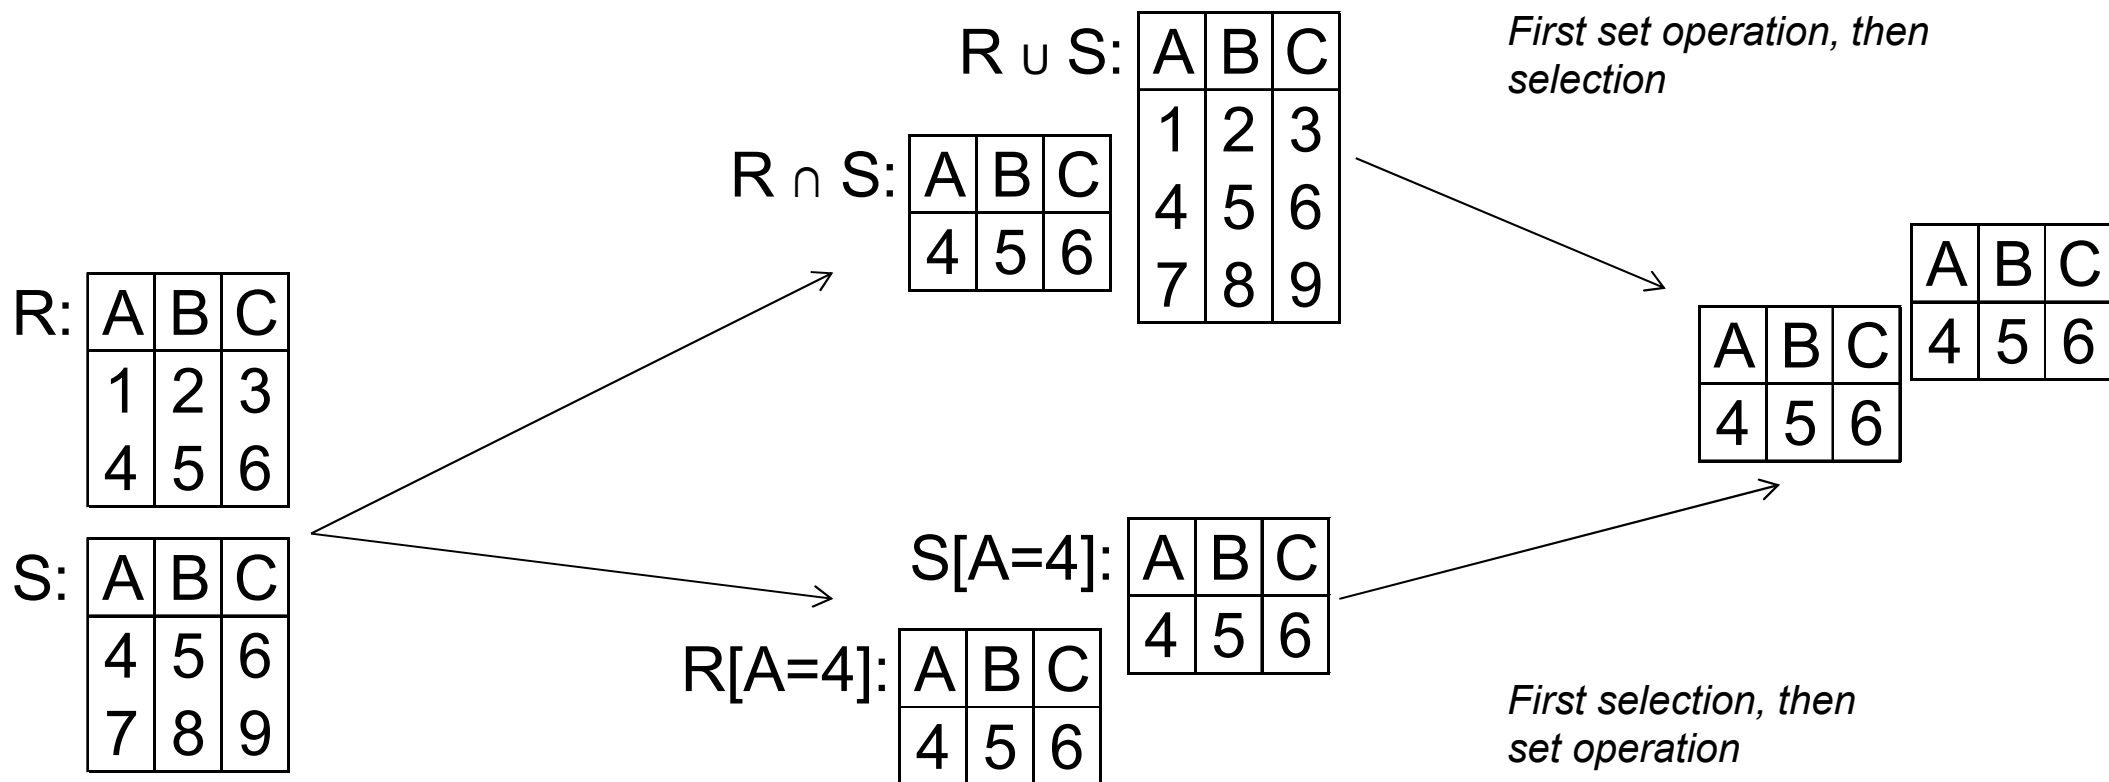 R ∪ S: A B C
1 2 3
4 5 6
7 8 9
First set operation, then
selection
R ∩ S: A B C
4 5 6
R: A B C
1 2 3
4 5 6
S: A B C
4 5 6
7 8 9
A B C
4 5 6
A B C
4 5 6
S[A=4]: A B C
4 5 6
R[A=4]: A B C
4 5 6
First selection, then
set operation